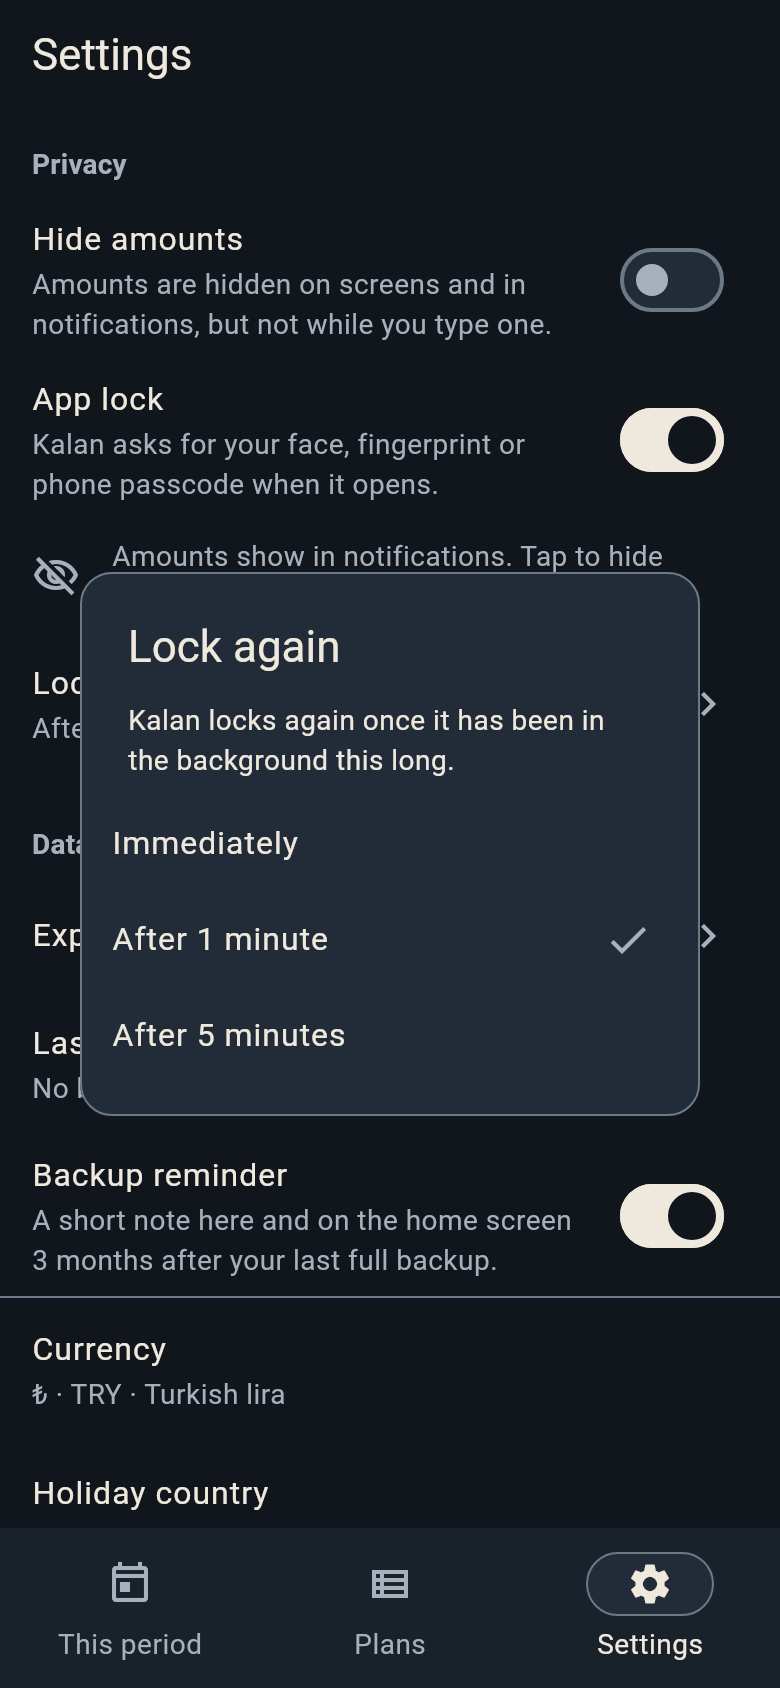 Settings
Privacy
Hide amounts
Amounts are hidden on screens and in
notifications, but not while you type one.
App lock
Kalan asks for your face, fingerprint or
phone passcode when it opens.
Amounts show in notifications. Tap to hide
Lock again
Kalan locks again once it has been in
the background this long.
Immediately
After 1 minute
After 5 minutes
No
Backup reminder
A short note here and on the home screen
3 months after your last full backup.
Currency
₺ · TRY · Turkish lira
Holiday country
This period
Plans
Settings